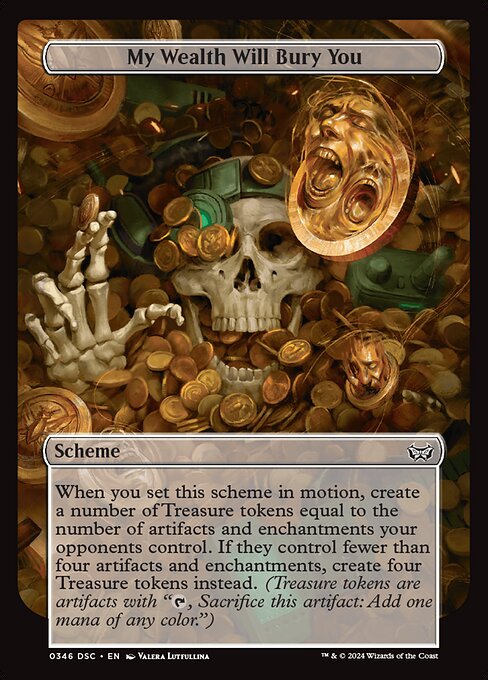 My Wealth Will Bury You
Scheme
When you set this scheme in motion, create
a number of Treasure tokens equal to the
number of artifacts and enchantments your
opponents control. If they control fewer than
four artifacts and enchantments, create four
Treasure tokens instead. (Treasure tokens are
artifacts with “, Sacrifice this artifact: Add one
mana of any color.”)
0346 DSC • EN Valera Lutfullina
™ & © 2024 Wizards of the Coast